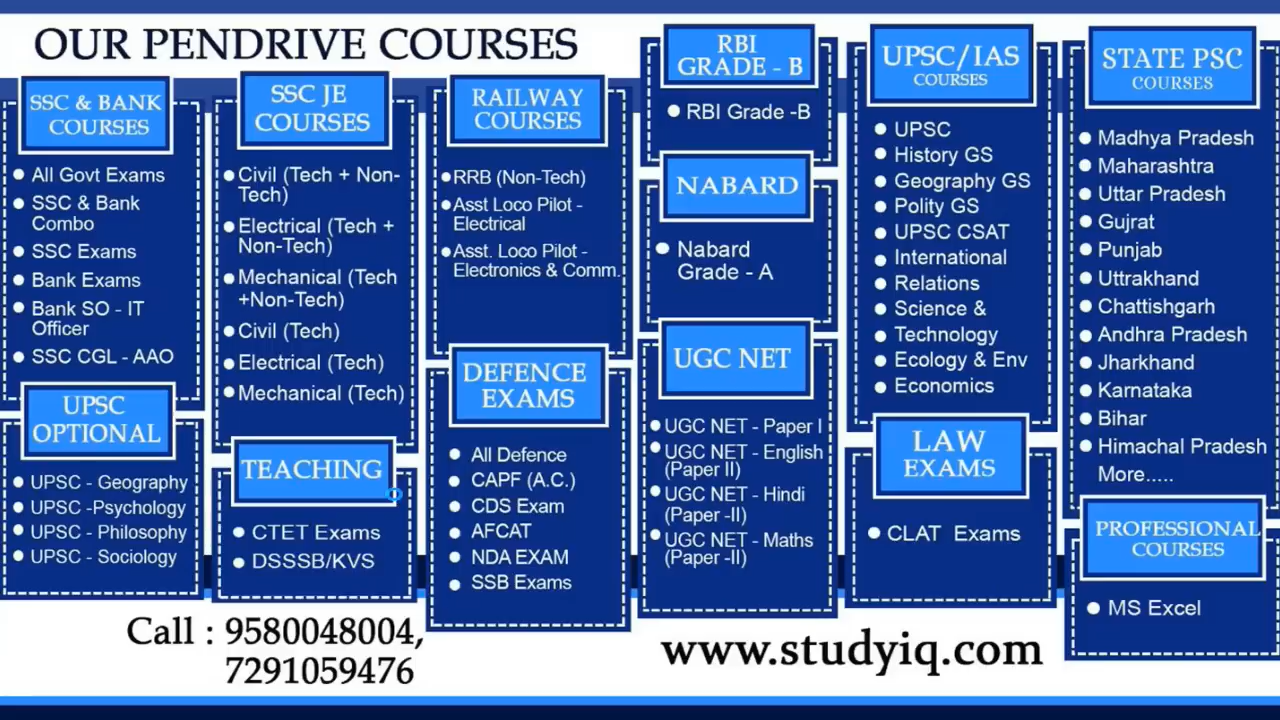 OUR PENDRIVE COURSES
SSC & BANK
COURSES
All Govt Exams
SSC & Bank
Combo
SSC Exams
Bank Exams
Bank SO - IT
Officer
SSC CGL - AAO
UPSC
OPTIONAL
UPSC - Geography
UPSC -Psychology
UPSC - Philosophy
UPSC - Sociology
SSC JE
COURSES
Civil (Tech + Non-
Tech)
Electrical (Tech +
Non-Tech)
Mechanical (Tech
+Non-Tech)
Civil (Tech)
Electrical (Tech)
Mechanical (Tech)
TEACHING
CTET Exams
DSSSB/KVS
RAILWAY
COURSES
RRB (Non-Tech)
Asst Loco Pilot -
Electrical
Asst. Loco Pilot -
Electronics & Comm.
DEFENCE
EXAMS
All Defence
CAPF (A.C.)
CDS Exam
AFCAT
NDA EXAM
SSB Exams
RBI
GRADE - B
RBI Grade -B
NABARD
Nabard
Grade - A
UGC NET
UGC NET - Paper I
UGC NET - English
(Paper II)
UGC NET - Hindi
(Paper -II)
UGC NET - Maths
(Paper -II)
UPSC/IAS
COURSES
UPSC
History GS
Geography GS
Polity GS
UPSC CSAT
International
Relations
Science &
Technology
Ecology & Env
Economics
LAW
EXAMS
CLAT Exams
STATE PSC
COURSES
Madhya Pradesh
Maharashtra
Uttar Pradesh
Gujrat
Punjab
Uttrakhand
Chattishgarh
Andhra Pradesh
Jharkhand
Karnataka
Bihar
Himachal Pradesh
More.....
PROFESSIONAL
COURSES
MS Excel
Call : 9580048004,
7291059476
www.studyiq.com